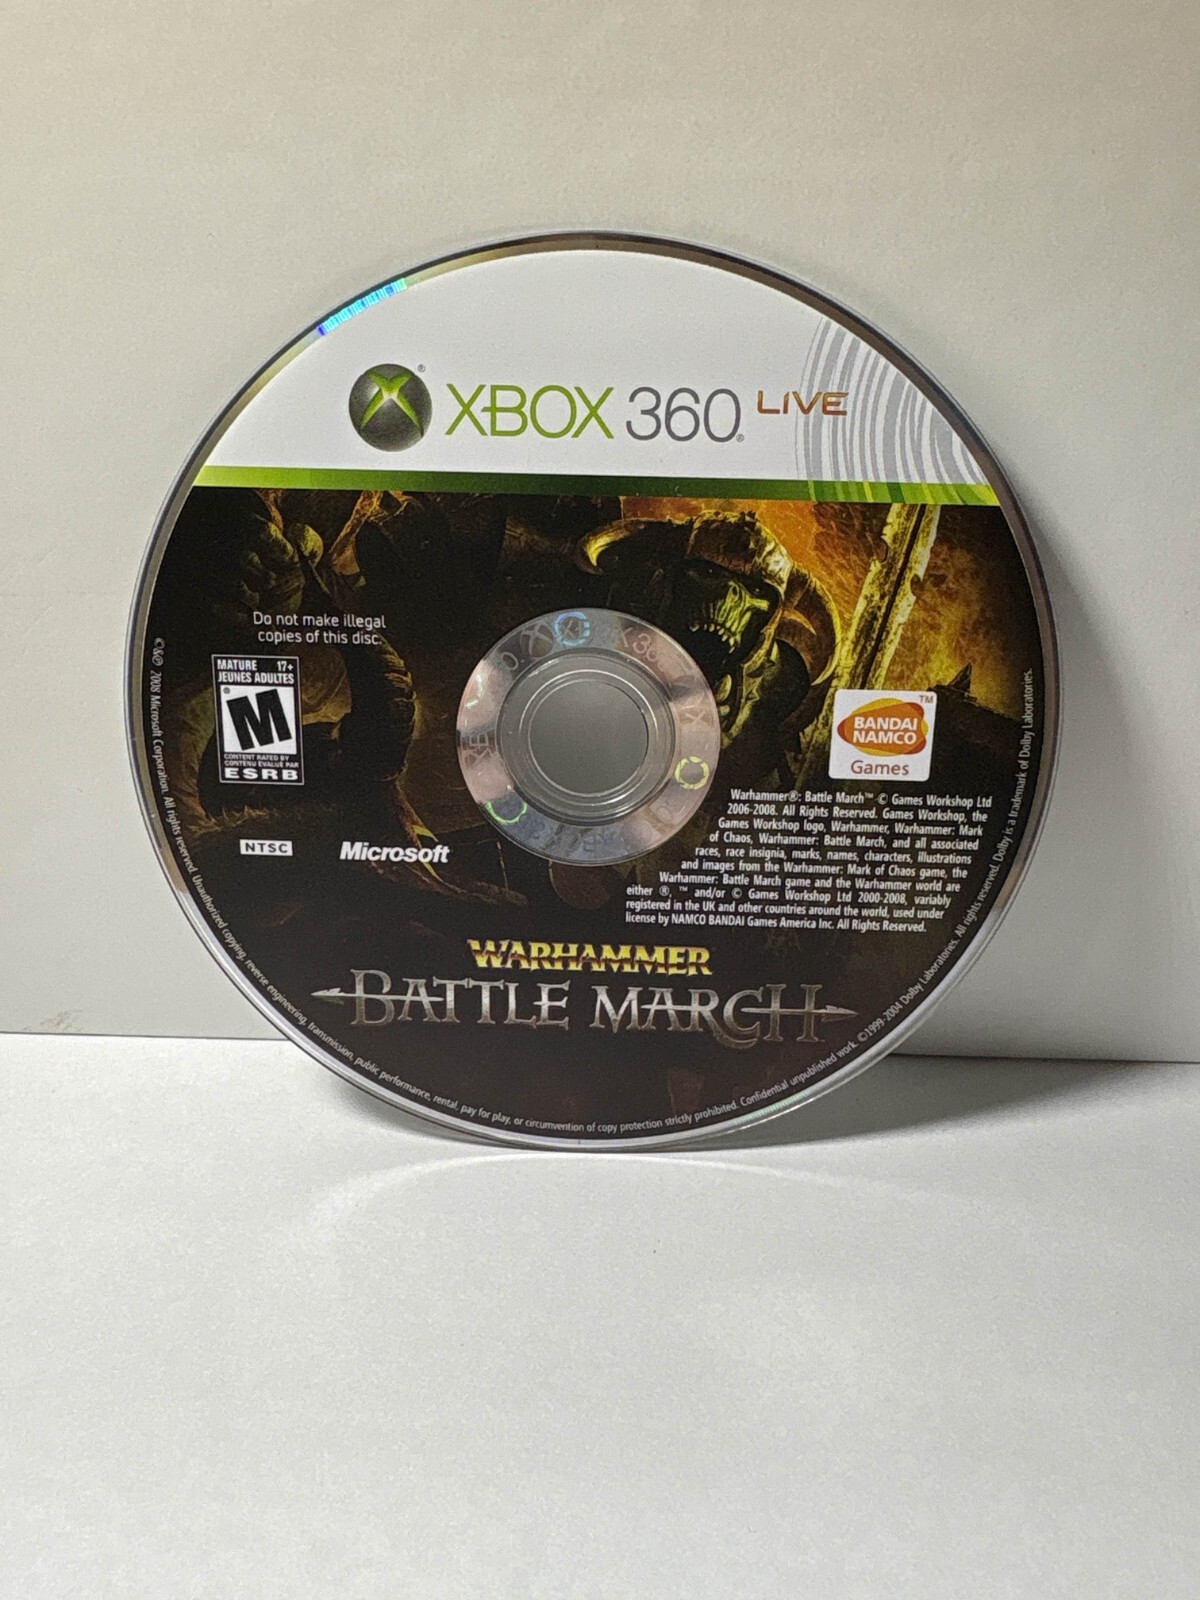 XBOX 360® LIVE
Do not make illegal
copies of this disc.
MATURE 17+
JEUNES ADULTES
M®
CONTENT RATED BY
CONTENU ÉVALUÉ PAR
ESRB
NTSC
Microsoft
BANDAI
NAMCO
Games
TM
Warhammer®: Battle March™ © Games Workshop Ltd
2006-2008. All Rights Reserved. Games Workshop, the
Games Workshop logo, Warhammer, Warhammer: Mark
of Chaos, Warhammer: Battle March, and all associated
races, race insignia, marks, names, characters, illustrations
and images from the Warhammer: Mark of Chaos game, the
Warhammer: Battle March game and the Warhammer world are
either ®, ™ and/or © Games Workshop Ltd 2000-2008, variably
registered in the UK and other countries around the world, used under
license by NAMCO BANDAI Games America Inc. All Rights Reserved.
WARHAMMER
BATTLE MARCH
©&℗ 2008 Microsoft Corporation. All rights reserved. Unauthorized copying, reverse engineering, transmission, public performance, rental, pay for play, or circumvention of copy protection strictly prohibited. Confidential unpublished work. ©1999-2004 Dolby Laboratories. All rights reserved. Dolby is a trademark of Dolby Laboratories.